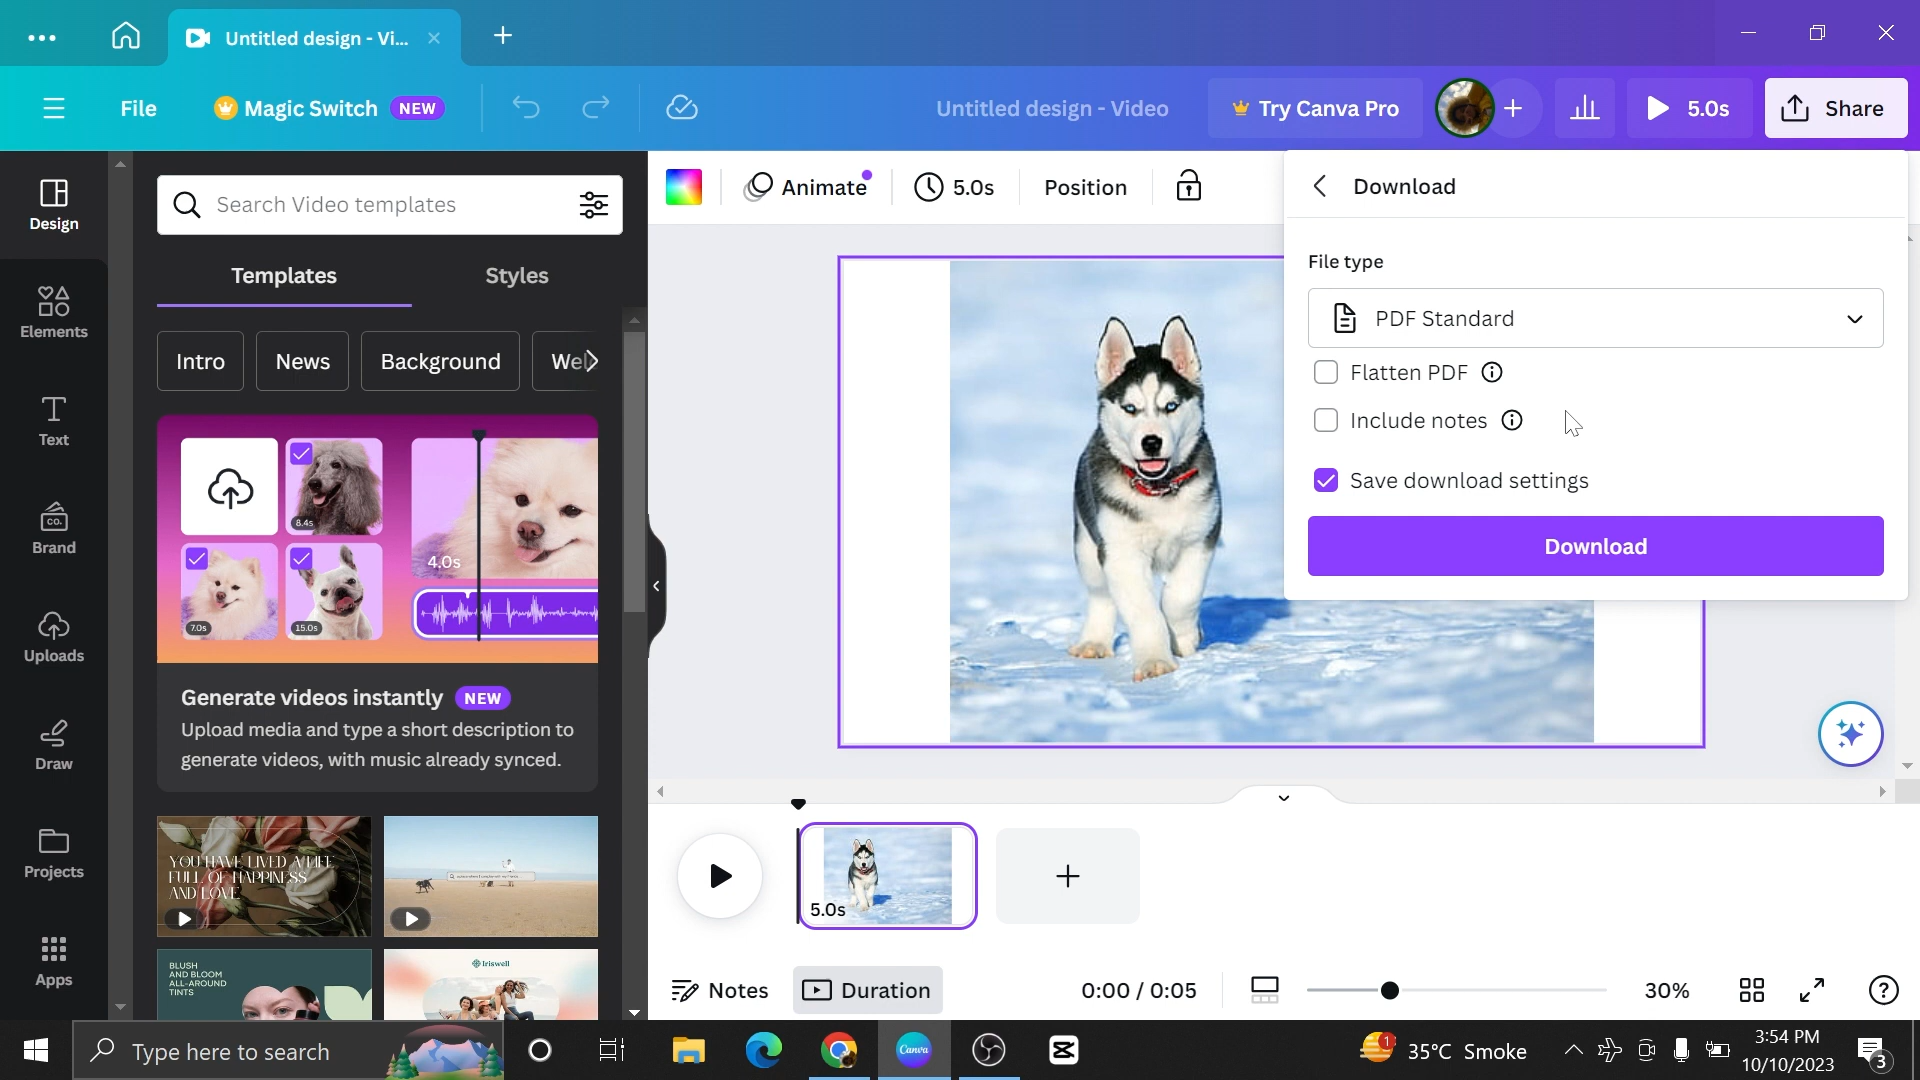 Untitled design - Vi...
File
Magic Switch NEW
Untitled design - Video
Try Canva Pro
5.0s
Share
Design
Elements
Text
Brand
CO.
Uploads
Draw
Projects
Apps
Search Video templates
Templates
Styles
Intro
News
Background
8.4s
7.0s
15.0s
4.0s
Generate videos instantly NEW
Upload media and type a short description to
generate videos, with music already synced.
YOU HAVE LIVED A LIFE
FULL OF HAPPINESS
AND LOVE
BLUSH
AND BLOOM
ALL-AROUND
TINTS
Iriswell
Animate
5.0s
Position
Download
File type
PDF Standard
Flatten PDF
Include notes
Save download settings
Download
5.0s
Notes
Duration
0:00 / 0:05
30%
Type here to search
Canva
1
35°C Smoke
3:54 PM
10/10/2023
3